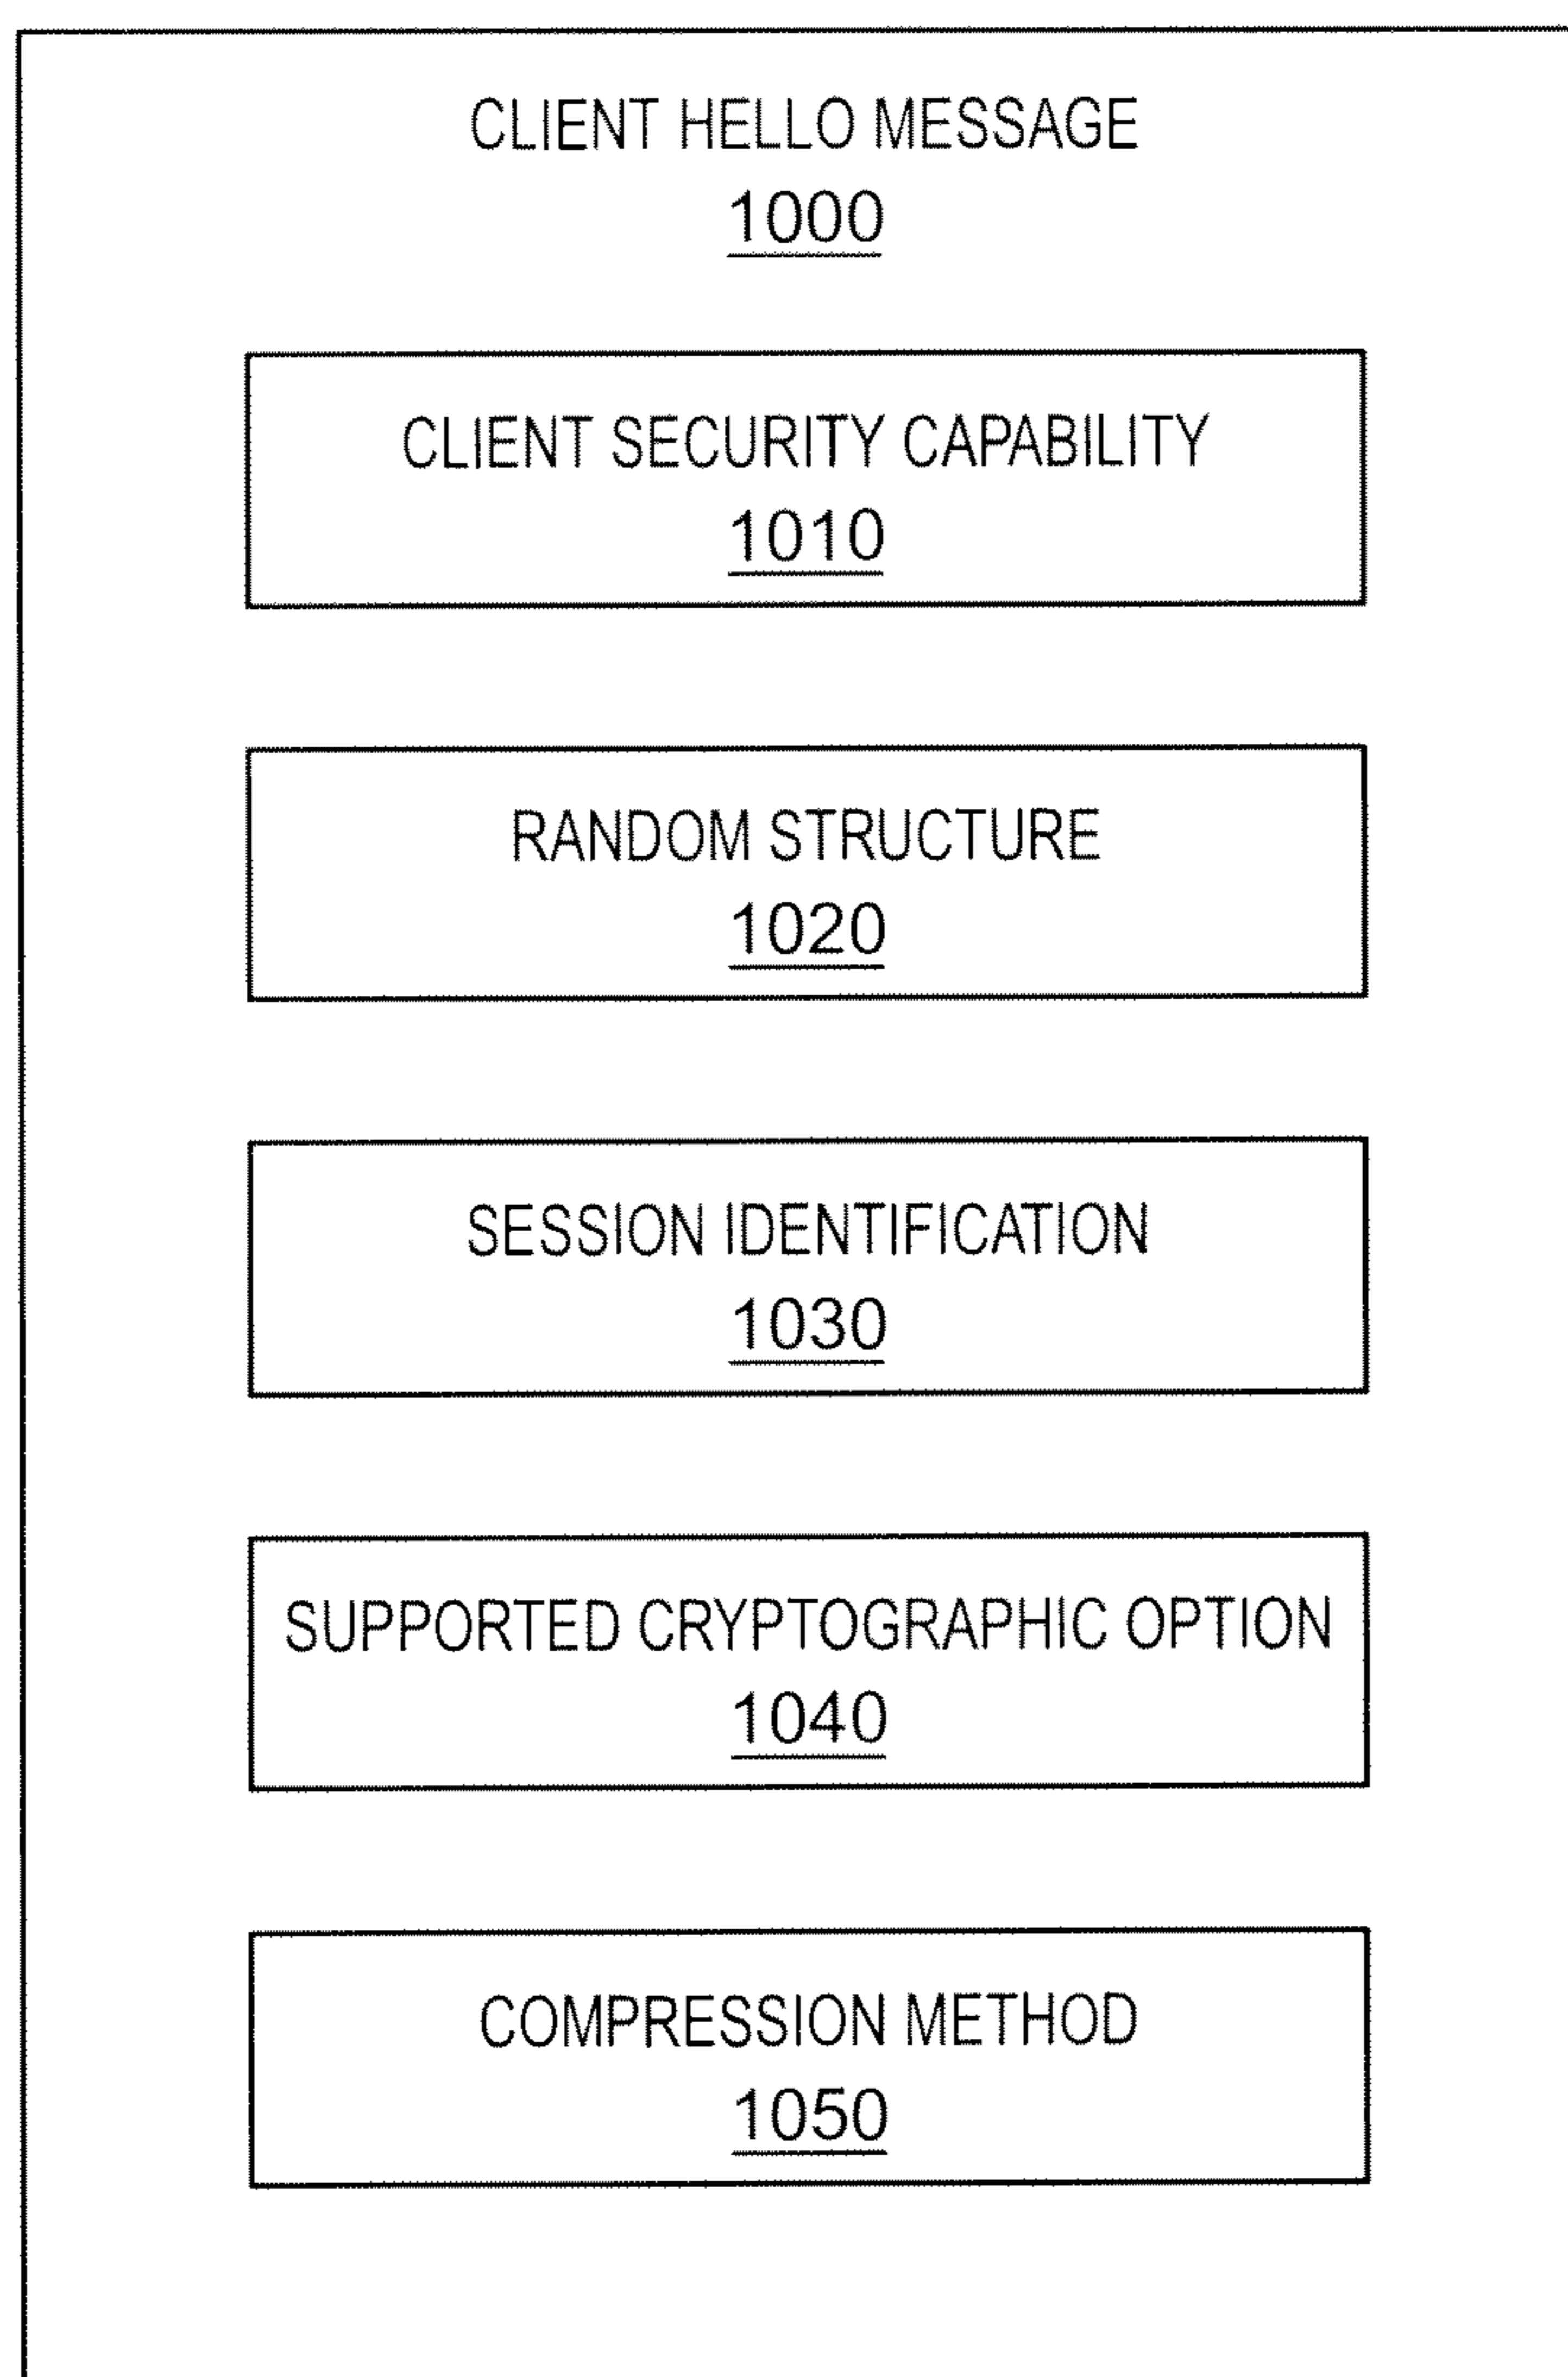 CLIENT HELLO MESSAGE
1000
CLIENT SECURITY CAPABILITY
1010
RANDOM STRUCTURE
1020
SESSION IDENTIFICATION
1030
SUPPORTED CRYPTOGRAPHIC OPTION
1040
COMPRESSION METHOD
1050